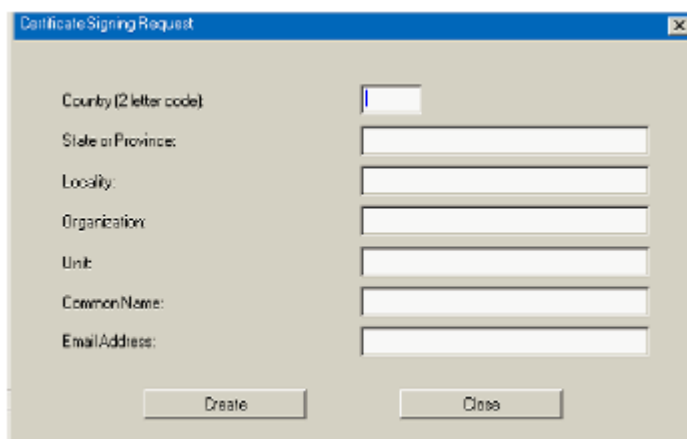 Certificate Signing Request
Country (2 letter code):
State or Province:
Locality:
Organization:
Unit:
Common Name:
Email Address:
Create Close